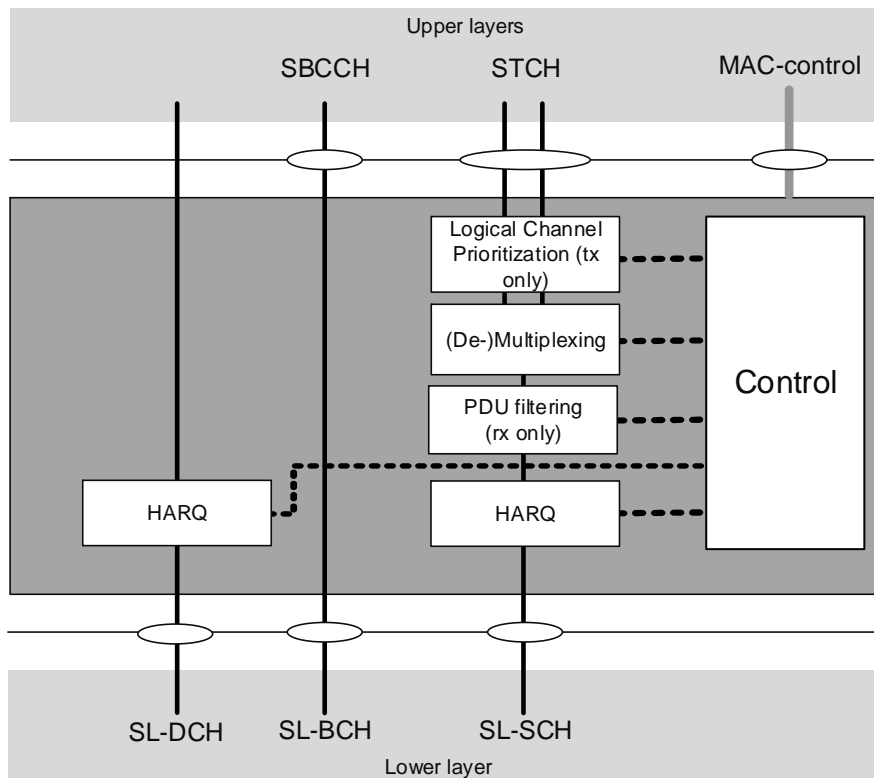 Upper layers
SBCCH
STCH
MAC-control
Logical Channel
Prioritization (tx
only)
(De-)Multiplexing
Control
PDU filtering
(rx only)
HARQ
HARQ
SL-DCH
SL-BCH
SL-SCH
Lower layer